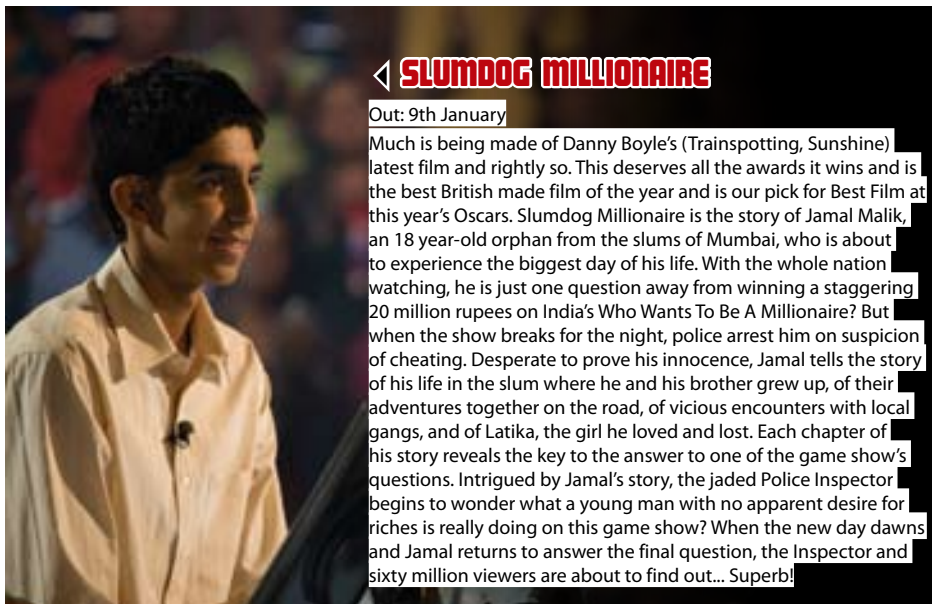 SLUMDOG MILLIONAIRE
Out: 9th January
Much is being made of Danny Boyle’s (Trainspotting, Sunshine)
latest film and rightly so. This deserves all the awards it wins and is
the best British made film of the year and is our pick for Best Film at
this year’s Oscars. Slumdog Millionaire is the story of Jamal Malik,
an 18 year-old orphan from the slums of Mumbai, who is about
to experience the biggest day of his life. With the whole nation
watching, he is just one question away from winning a staggering
20 million rupees on India’s Who Wants To Be A Millionaire? But
when the show breaks for the night, police arrest him on suspicion
of cheating. Desperate to prove his innocence, Jamal tells the story
of his life in the slum where he and his brother grew up, of their
adventures together on the road, of vicious encounters with local
gangs, and of Latika, the girl he loved and lost. Each chapter of
his story reveals the key to the answer to one of the game show’s
questions. Intrigued by Jamal’s story, the jaded Police Inspector
begins to wonder what a young man with no apparent desire for
riches is really doing on this game show? When the new day dawns
and Jamal returns to answer the final question, the Inspector and
sixty million viewers are about to find out... Superb!